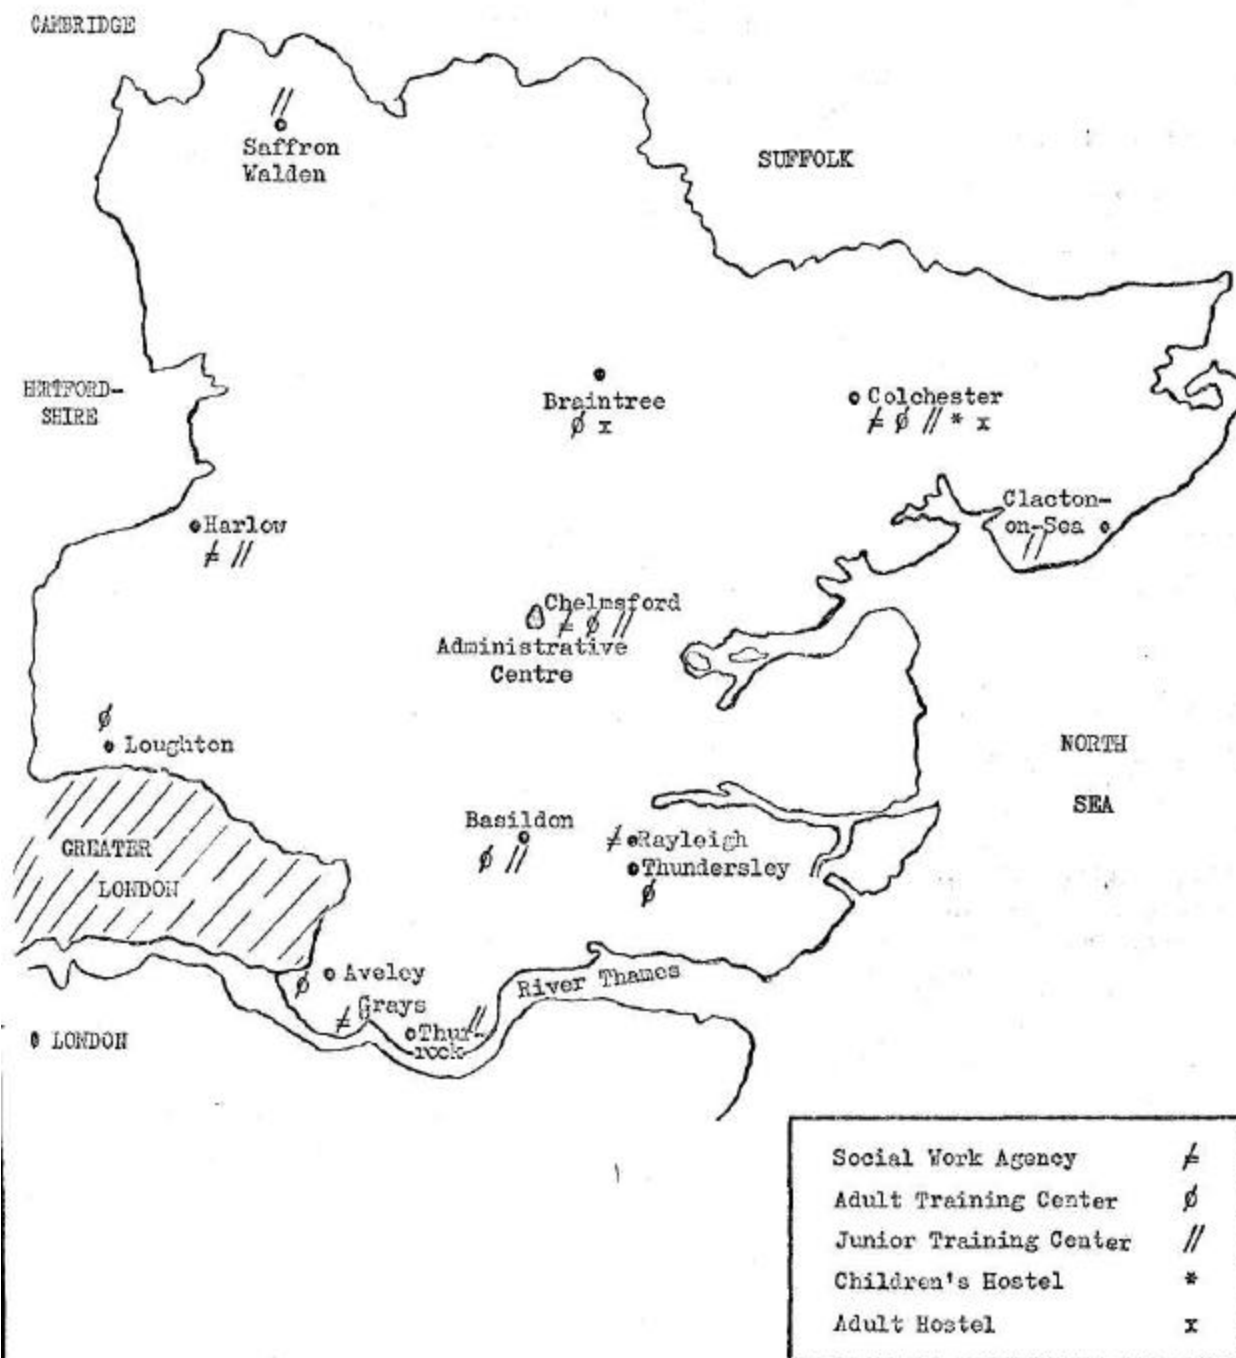 CAMBRIDGE
Saffron
Walden
SUFFOLK
HERTFORD-
SHIRE
Braintree
ø x
Colchester
≠ ø // * x
Clacton-
on-Sea
//
Harlow
≠ //
Chelmsford
≠ ø //
Administrative
Centre
ø
Loughton
NORTH
SEA
GREATER
LONDON
Basildon
ø //
≠ Rayleigh
Thundersley
ø
ø Aveley
≠ Grays
Thur-
rock
//
River Thames
LONDON
Social Work Agency ≠
Adult Training Center ø
Junior Training Center //
Children's Hostel *
Adult Hostel x